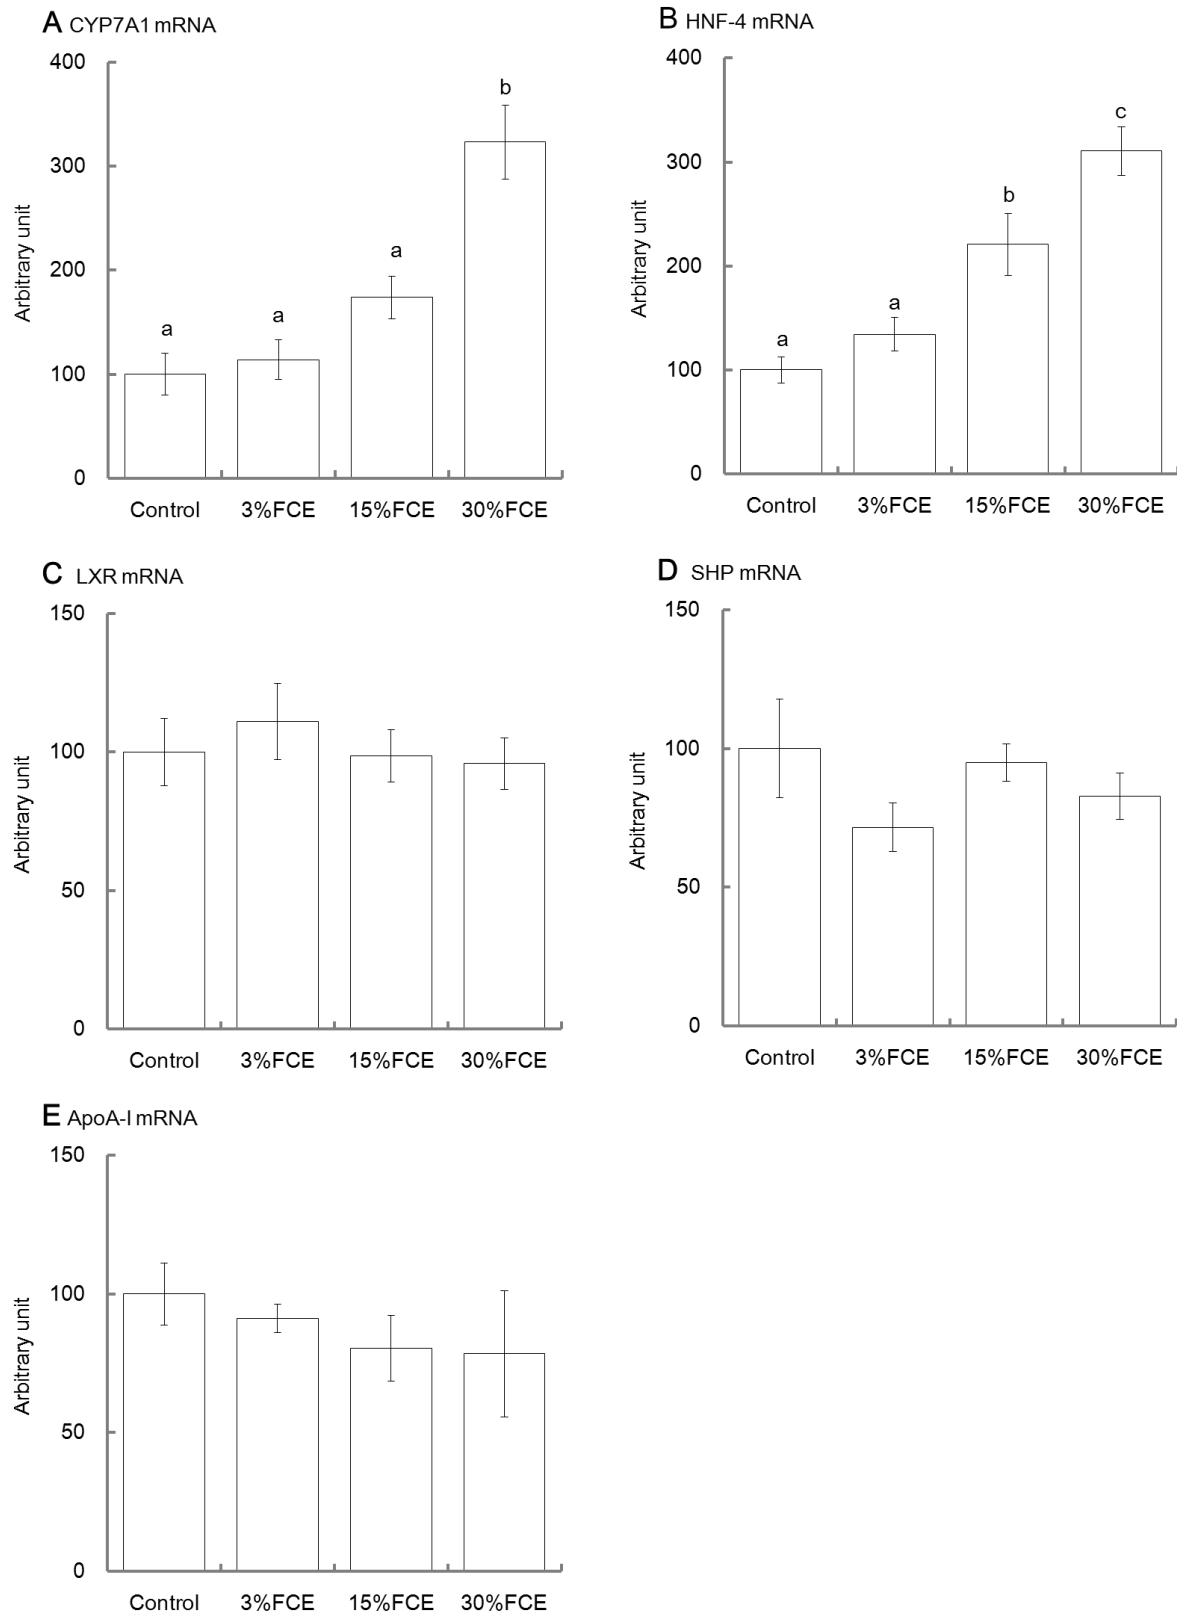 A CYP7A1 mRNA
400
300
200
100
0
Arbitrary unit
a
a
a
b
Control 3%FCE 15%FCE 30%FCE
B HNF-4 mRNA
400
300
200
100
0
Arbitrary unit
a
a
b
c
Control 3%FCE 15%FCE 30%FCE
C LXR mRNA
150
100
50
0
Arbitrary unit
Control 3%FCE 15%FCE 30%FCE
D SHP mRNA
150
100
50
0
Arbitrary unit
Control 3%FCE 15%FCE 30%FCE
E ApoA-I mRNA
150
100
50
0
Arbitrary unit
Control 3%FCE 15%FCE 30%FCE